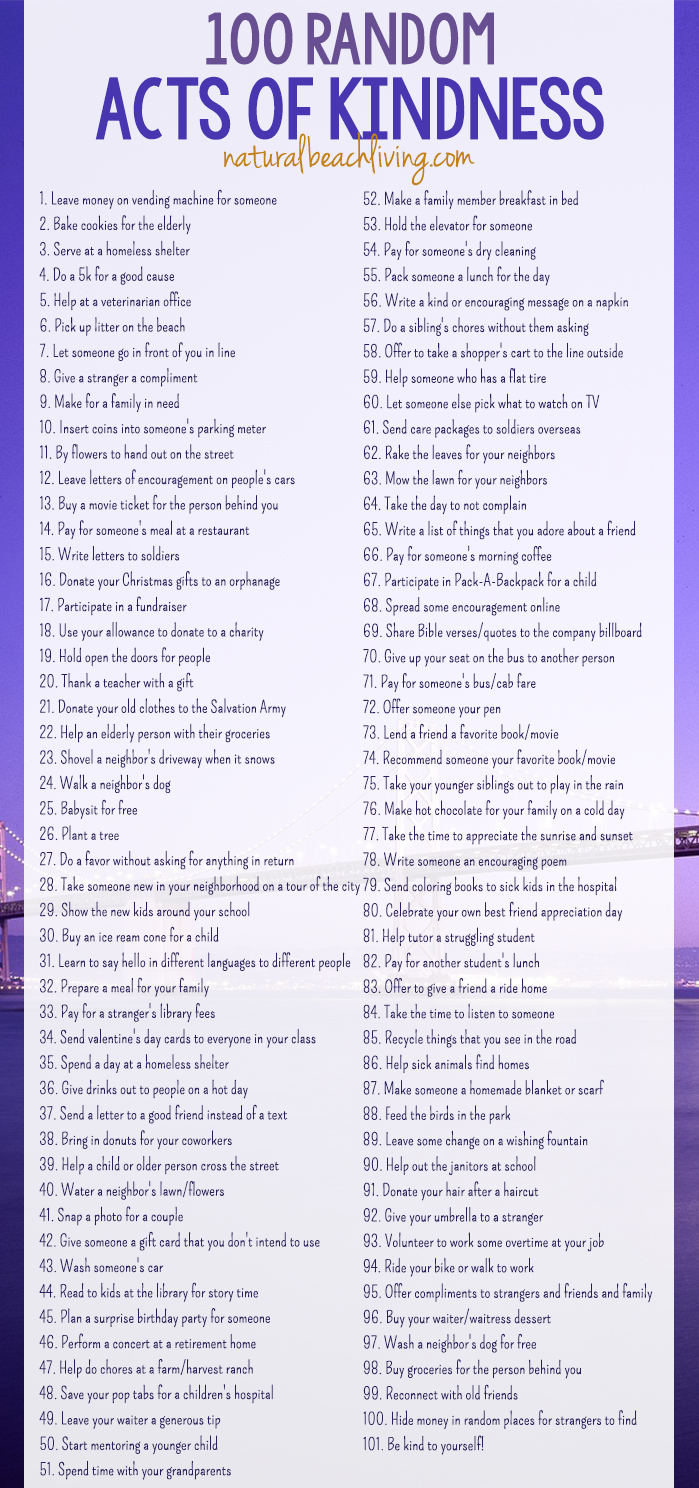 100 RANDOM
ACTS OF KINDNESS
naturalbeachliving.com
1. Leave money on vending machine for someone
2. Bake cookies for the elderly
3. Serve at a homeless shelter
4. Do a 5k for a good cause
5. Help at a veterinarian office
6. Pick up litter on the beach
7. Let someone go in front of you in line
8. Give a stranger a compliment
9. Make for a family in need
10. Insert coins into someone's parking meter
11. By flowers to hand out on the street
12. Leave letters of encouragement on people's cars
13. Buy a movie ticket for the person behind you
14. Pay for someone's meal at a restaurant
15. Write letters to soldiers
16. Donate your Christmas gifts to an orphanage
17. Participate in a fundraiser
18. Use your allowance to donate to a charity
19. Hold open the doors for people
20. Thank a teacher with a gift
21. Donate your old clothes to the Salvation Army
22. Help an elderly person with their groceries
23. Shovel a neighbor's driveway when it snows
24. Walk a neighbor's dog
25. Babysit for free
26. Plant a tree
27. Do a favor without asking for anything in return
28. Take someone new in your neighborhood on a tour of the city
29. Show the new kids around your school
30. Buy an ice ream cone for a child
31. Learn to say hello in different languages to different people
32. Prepare a meal for your family
33. Pay for a stranger's library fees
34. Send valentine's day cards to everyone in your class
35. Spend a day at a homeless shelter
36. Give drinks out to people on a hot day
37. Send a letter to a good friend instead of a text
38. Bring in donuts for your coworkers
39. Help a child or older person cross the street
40. Water a neighbor's lawn/flowers
41. Snap a photo for a couple
42. Give someone a gift card that you don't intend to use
43. Wash someone's car
44. Read to kids at the library for story time
45. Plan a surprise birthday party for someone
46. Perform a concert at a retirement home
47. Help do chores at a farm/harvest ranch
48. Save your pop tabs for a children's hospital
49. Leave your waiter a generous tip
50. Start mentoring a younger child
51. Spend time with your grandparents
52. Make a family member breakfast in bed
53. Hold the elevator for someone
54. Pay for someone's dry cleaning
55. Pack someone a lunch for the day
56. Write a kind or encouraging message on a napkin
57. Do a sibling's chores without them asking
58. Offer to take a shopper's cart to the line outside
59. Help someone who has a flat tire
60. Let someone else pick what to watch on TV
61. Send care packages to soldiers overseas
62. Rake the leaves for your neighbors
63. Mow the lawn for your neighbors
64. Take the day to not complain
65. Write a list of things that you adore about a friend
66. Pay for someone's morning coffee
67. Participate in Pack-A-Backpack for a child
68. Spread some encouragement online
69. Share Bible verses/quotes to the company billboard
70. Give up your seat on the bus to another person
71. Pay for someone's bus/cab fare
72. Offer someone your pen
73. Lend a friend a favorite book/movie
74. Recommend someone your favorite book/movie
75. Take your younger siblings out to play in the rain
76. Make hot chocolate for your family on a cold day
77. Take the time to appreciate the sunrise and sunset
78. Write someone an encouraging poem
79. Send coloring books to sick kids in the hospital
80. Celebrate your own best friend appreciation day
81. Help tutor a struggling student
82. Pay for another student's lunch
83. Offer to give a friend a ride home
84. Take the time to listen to someone
85. Recycle things that you see in the road
86. Help sick animals find homes
87. Make someone a homemade blanket or scarf
88. Feed the birds in the park
89. Leave some change on a wishing fountain
90. Help out the janitors at school
91. Donate your hair after a haircut
92. Give your umbrella to a stranger
93. Volunteer to work some overtime at your job
94. Ride your bike or walk to work
95. Offer compliments to strangers and friends and family
96. Buy your waiter/waitress dessert
97. Wash a neighbor's dog for free
98. Buy groceries for the person behind you
99. Reconnect with old friends
100. Hide money in random places for strangers to find
101. Be kind to yourself!